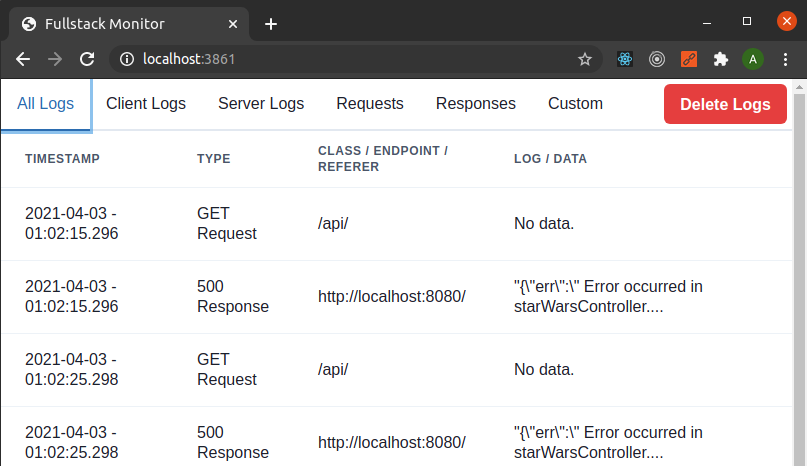 Fullstack Monitor
localhost:3861
A
All Logs Client Logs Server Logs Requests Responses Custom Delete Logs
TIMESTAMP TYPE CLASS / ENDPOINT / REFERER LOG / DATA
2021-04-03 -
01:02:15.296
GET
Request
/api/
No data.
2021-04-03 -
01:02:15.296
500
Response
http://localhost:8080/
"{\"err\":\" Error occurred in
starWarsController....
2021-04-03 -
01:02:25.298
GET
Request
/api/
No data.
2021-04-03 -
01:02:25.298
500
Response
http://localhost:8080/
"{\"err\":\" Error occurred in
starWarsController....